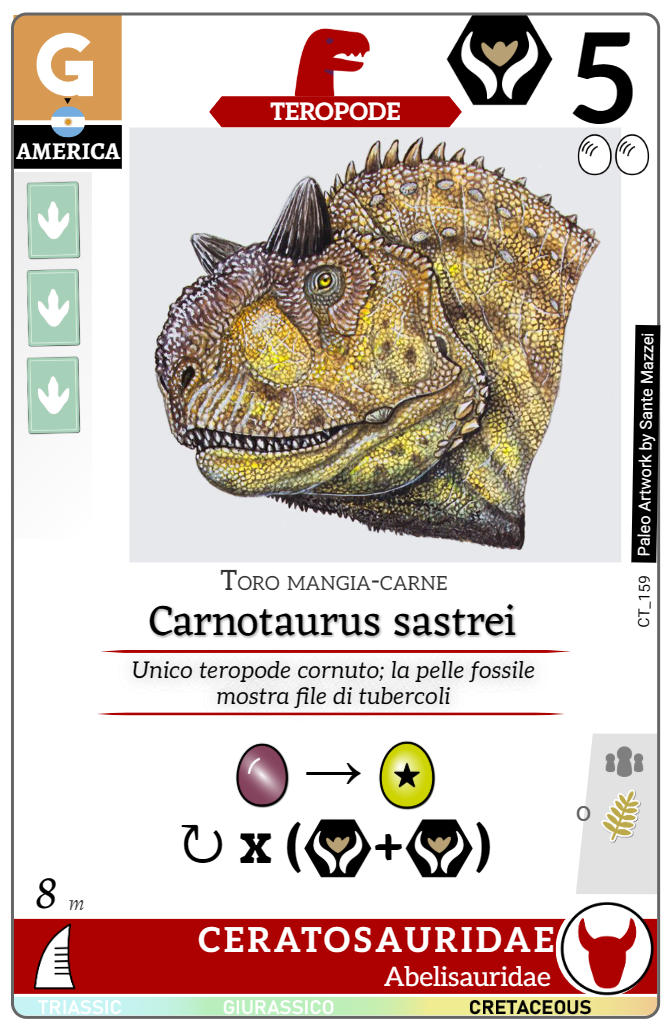 G
AMERICA
TEROPODE
5
Paleo Artwork by Sante Mazzei
CT_159
Toro mangia-carne
Carnotaurus sastrei
Unico teropode cornuto; la pelle fossile
mostra file di tubercoli
o
x ( + )
8 m
CERATOSAURIDAE
Abelisauridae
TRIASSIC GIURASSICO CRETACEOUS